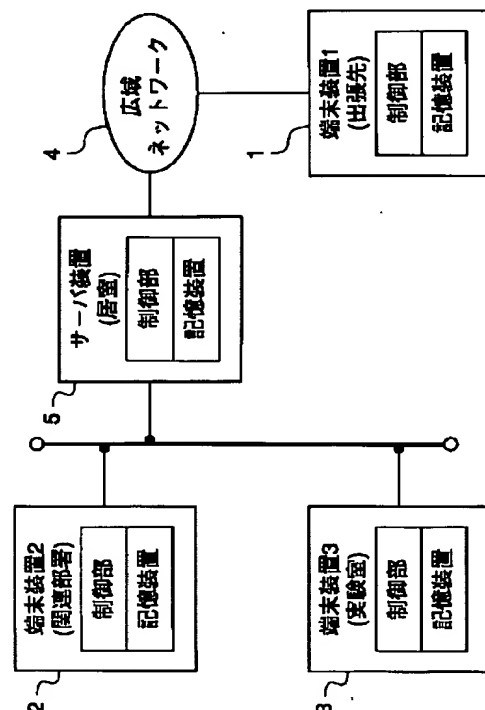 3
端末装置3
(実験室)
制御部
記憶装置
2
端末装置2
(関連部署)
制御部
記憶装置
5
サーバ装置
(居室)
制御部
記憶装置
1
端末装置1
(出張先)
制御部
記憶装置
4
広域
ネットワーク